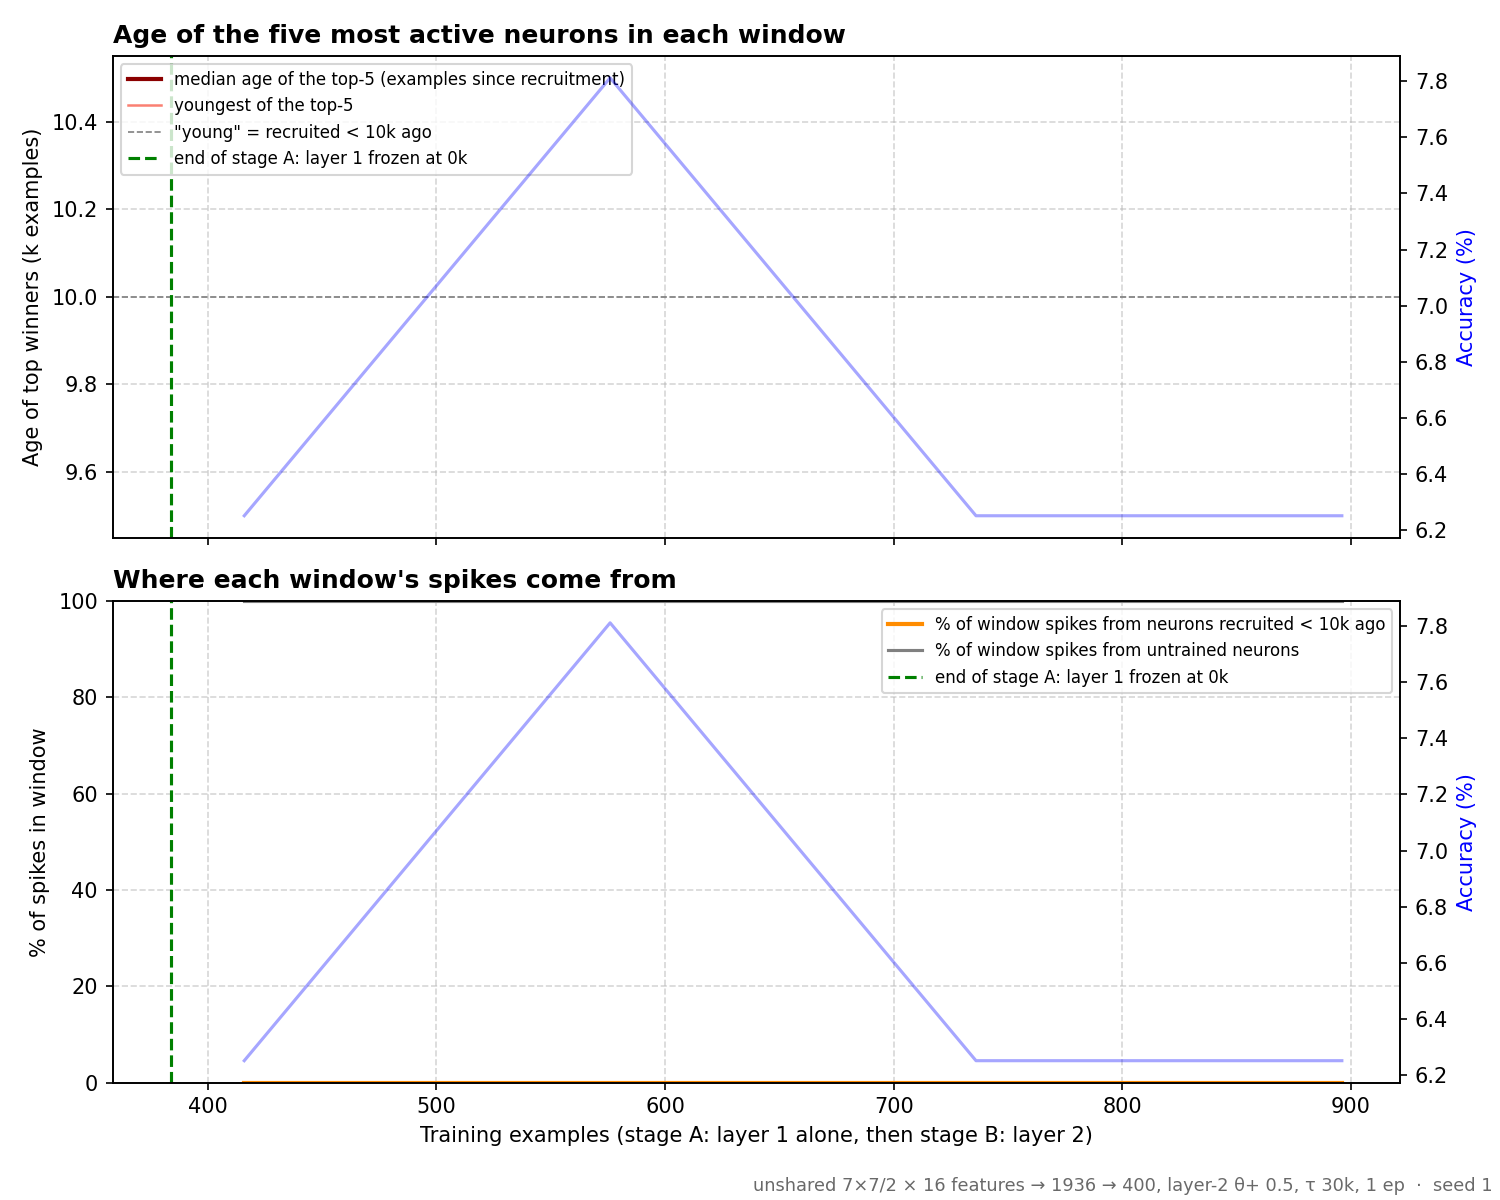 Age of the five most active neurons in each window
median age of the top-5 (examples since recruitment)
youngest of the top-5
"young" = recruited < 10k ago
end of stage A: layer 1 frozen at 0k
Age of top winners (k examples)
10.4
10.2
10.0
9.8
9.6
7.8
7.6
7.4
7.2
7.0
6.8
6.6
6.4
6.2
Accuracy (%)
Where each window's spikes come from
% of window spikes from neurons recruited < 10k ago
% of window spikes from untrained neurons
end of stage A: layer 1 frozen at 0k
% of spikes in window
100
80
60
40
20
0
7.8
7.6
7.4
7.2
7.0
6.8
6.6
6.4
6.2
Accuracy (%)
400 500 600 700 800 900
Training examples (stage A: layer 1 alone, then stage B: layer 2)
unshared 7×7/2 × 16 features → 1936 → 400, layer-2 θ+ 0.5, τ 30k, 1 ep · seed 1